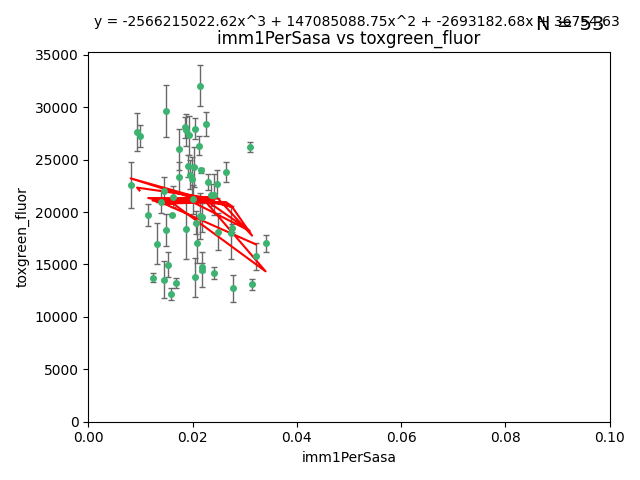 y = -2566215022.62x^3 + 147085088.75x^2 + -2693182.68x + 36754.63
N = 53
imm1PerSasa vs toxgreen_fluor
35000
30000
25000
20000
15000
10000
5000
0
toxgreen_fluor
0.00 0.02 0.04 0.06 0.08 0.10
imm1PerSasa